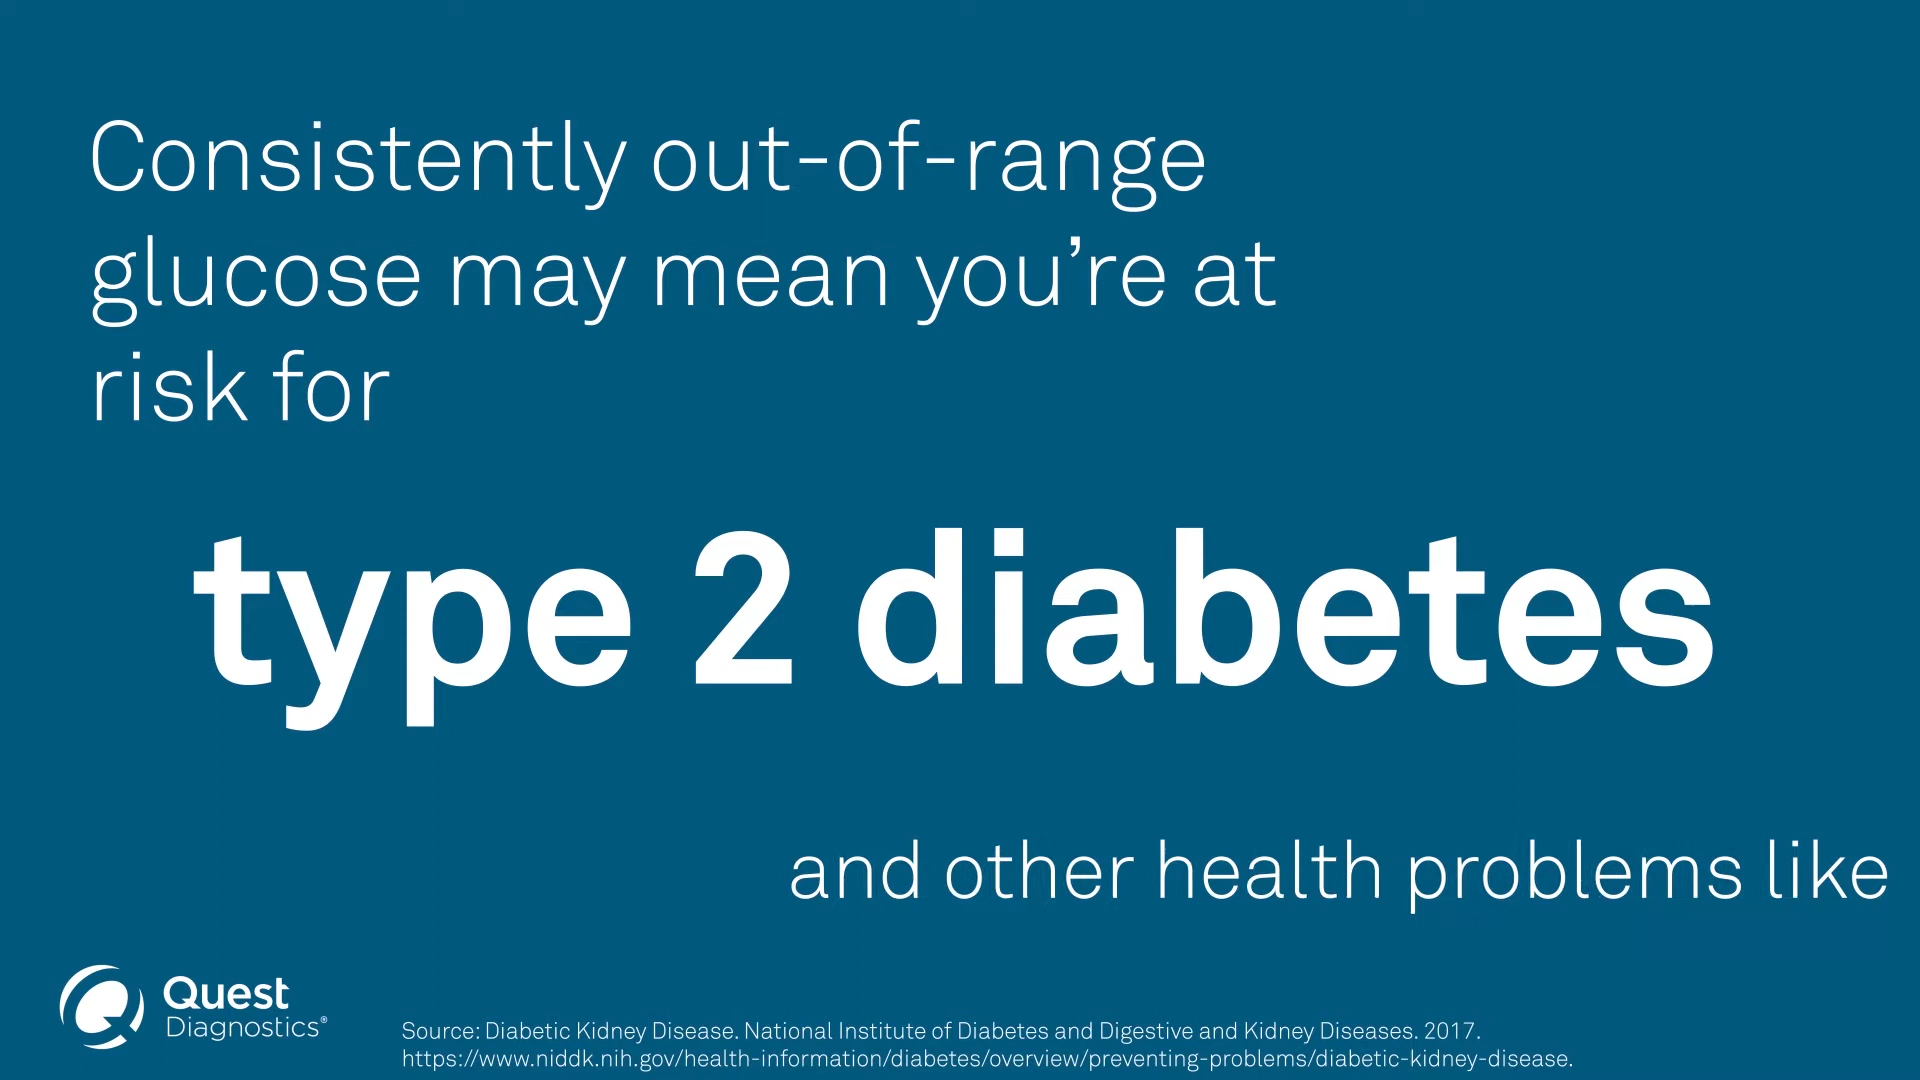 Consistently out-of-range
glucose may mean you’re at
risk for
type 2 diabetes
and other health problems like
Quest
Diagnostics®
Source: Diabetic Kidney Disease. National Institute of Diabetes and Digestive and Kidney Diseases. 2017.
https://www.niddk.nih.gov/health-information/diabetes/overview/preventing-problems/diabetic-kidney-disease.